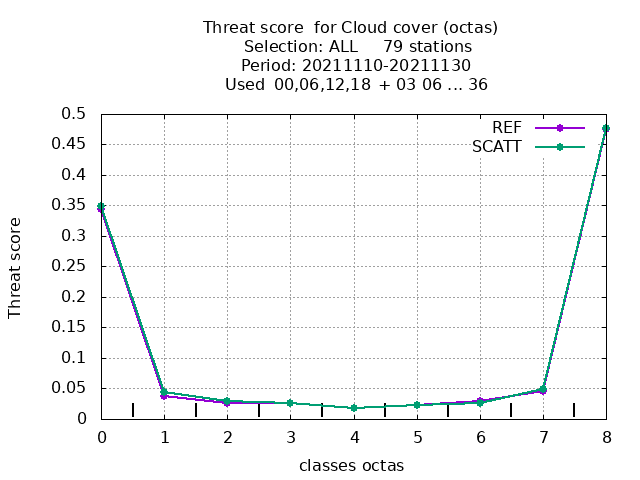 Threat score  for Cloud cover (octas)
Selection: ALL     79 stations
Period: 20211110-20211130
Used  00,06,12,18  + 03 06 ... 36
REF
SCATT
0.5
0.45
0.4
0.35
0.3
0.25
0.2
0.15
0.1
0.05
0
Threat score
0 1 2 3 4 5 6 7 8
classes octas